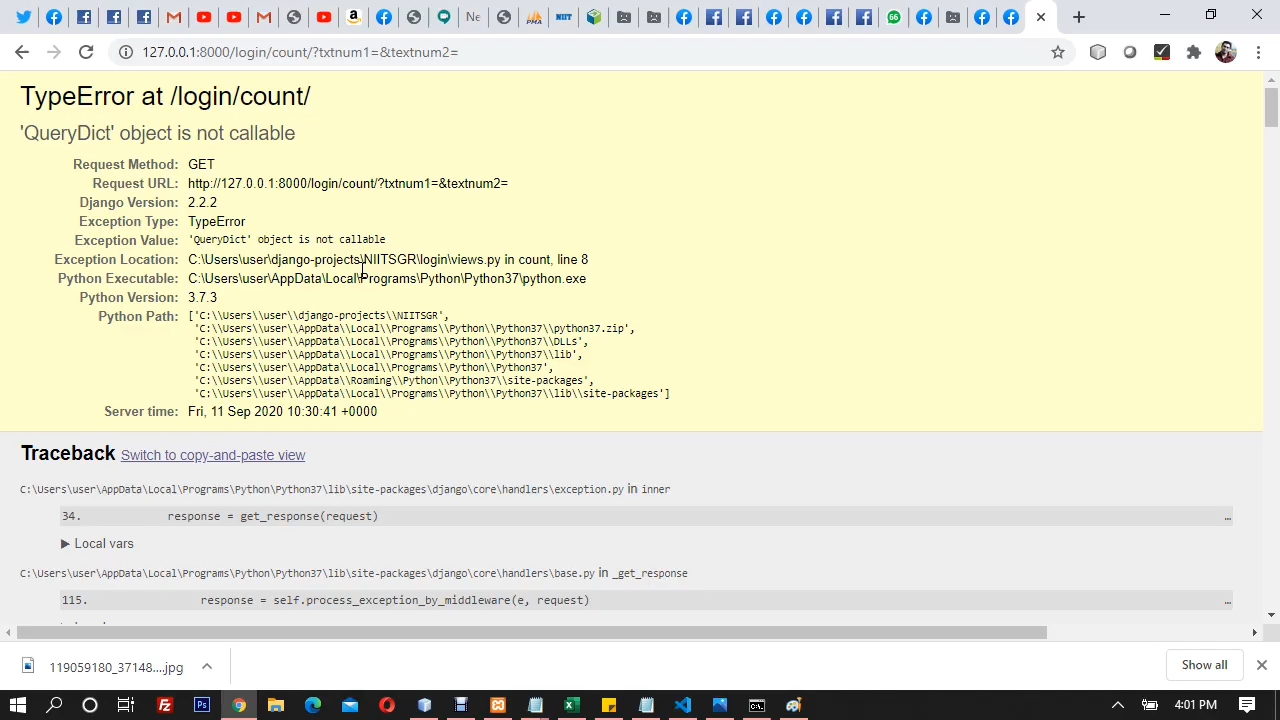 Ne
PMA
NIIT
66
127.0.0.1:8000/login/count/?txtnum1=&textnum2=
TypeError at /login/count/
'QueryDict' object is not callable
Request Method: GET
Request URL: http://127.0.0.1:8000/login/count/?txtnum1=&textnum2=
Django Version: 2.2.2
Exception Type: TypeError
Exception Value: 'QueryDict' object is not callable
Exception Location: C:\Users\user\django-projects\NIITSGR\login\views.py in count, line 8
Python Executable: C:\Users\user\AppData\Local\Programs\Python\Python37\python.exe
Python Version: 3.7.3
Python Path: ['C:\\Users\\user\\django-projects\\NIITSGR',
'C:\\Users\\user\\AppData\\Local\\Programs\\Python\\Python37\\python37.zip',
'C:\\Users\\user\\AppData\\Local\\Programs\\Python\\Python37\\DLLs',
'C:\\Users\\user\\AppData\\Local\\Programs\\Python\\Python37\\lib',
'C:\\Users\\user\\AppData\\Local\\Programs\\Python\\Python37',
'C:\\Users\\user\\AppData\\Roaming\\Python\\Python37\\site-packages',
'C:\\Users\\user\\AppData\\Local\\Programs\\Python\\Python37\\lib\\site-packages']
Server time: Fri, 11 Sep 2020 10:30:41 +0000
Traceback Switch to copy-and-paste view
C:\Users\user\AppData\Local\Programs\Python\Python37\lib\site-packages\django\core\handlers\exception.py in inner
34. response = get_response(request) …
▶ Local vars
C:\Users\user\AppData\Local\Programs\Python\Python37\lib\site-packages\django\core\handlers\base.py in _get_response
115. response = self.process_exception_by_middleware(e, request) …
119059180_37148....jpg
Show all
4:01 PM